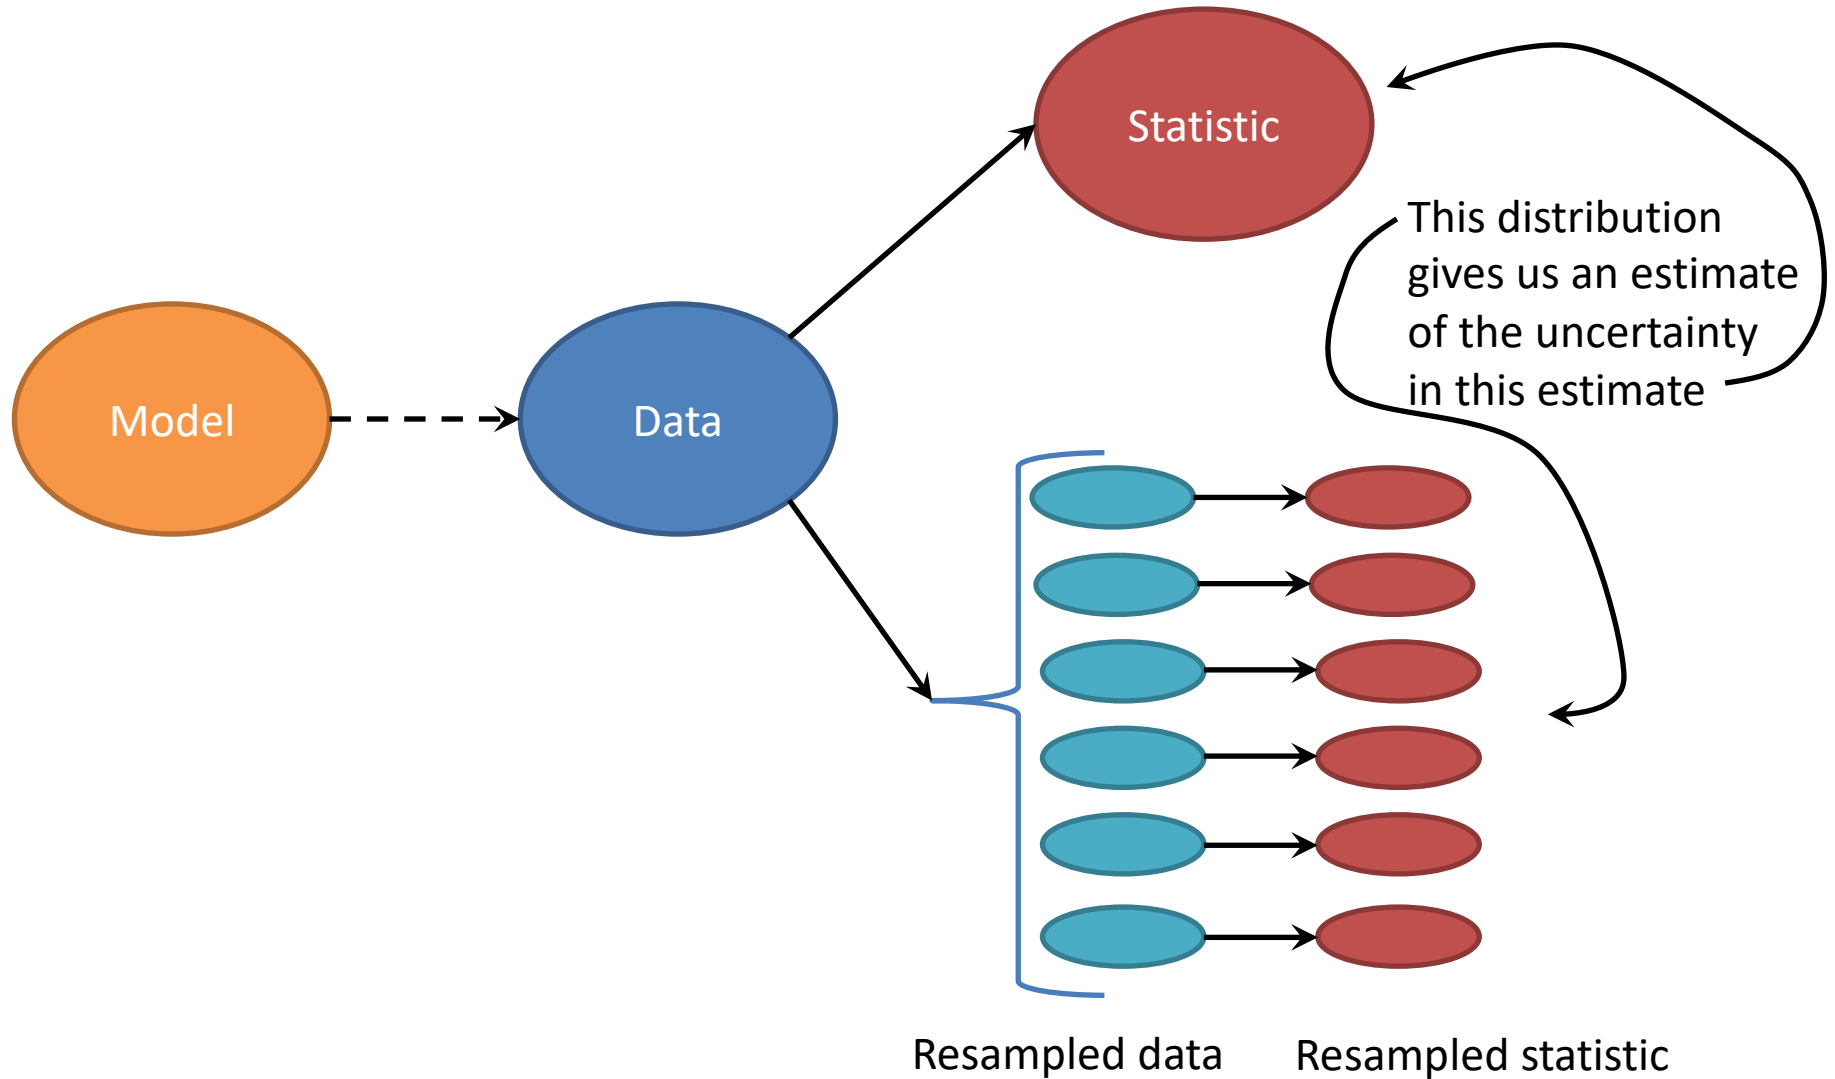 Statistic
This distribution
gives us an estimate
of the uncertainty
in this estimate
Model
Data
Resampled data
Resampled statistic